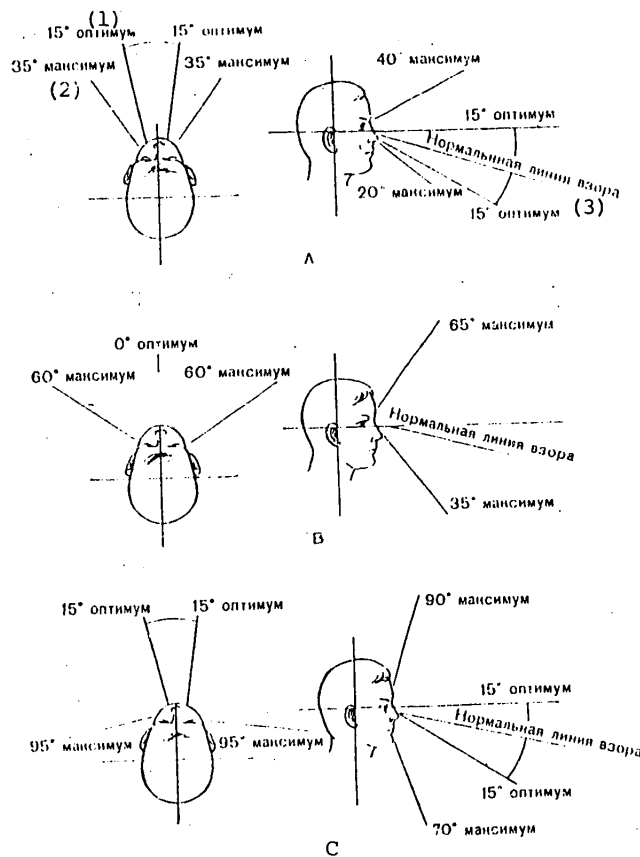 (1)
15° оптимум 15° оптимум
35° максимум 35° максимум
(2)
40° максимум
15° оптимум
Нормальная линия взора
20° максимум
15° оптимум
(3)
A
0° оптимум
60° максимум 60° максимум
65° максимум
Нормальная линия взора
35° максимум
B
15° оптимум 15° оптимум
95° максимум 95° максимум
90° максимум
15° оптимум
Нормальная линия взора
15° оптимум
70° максимум
C